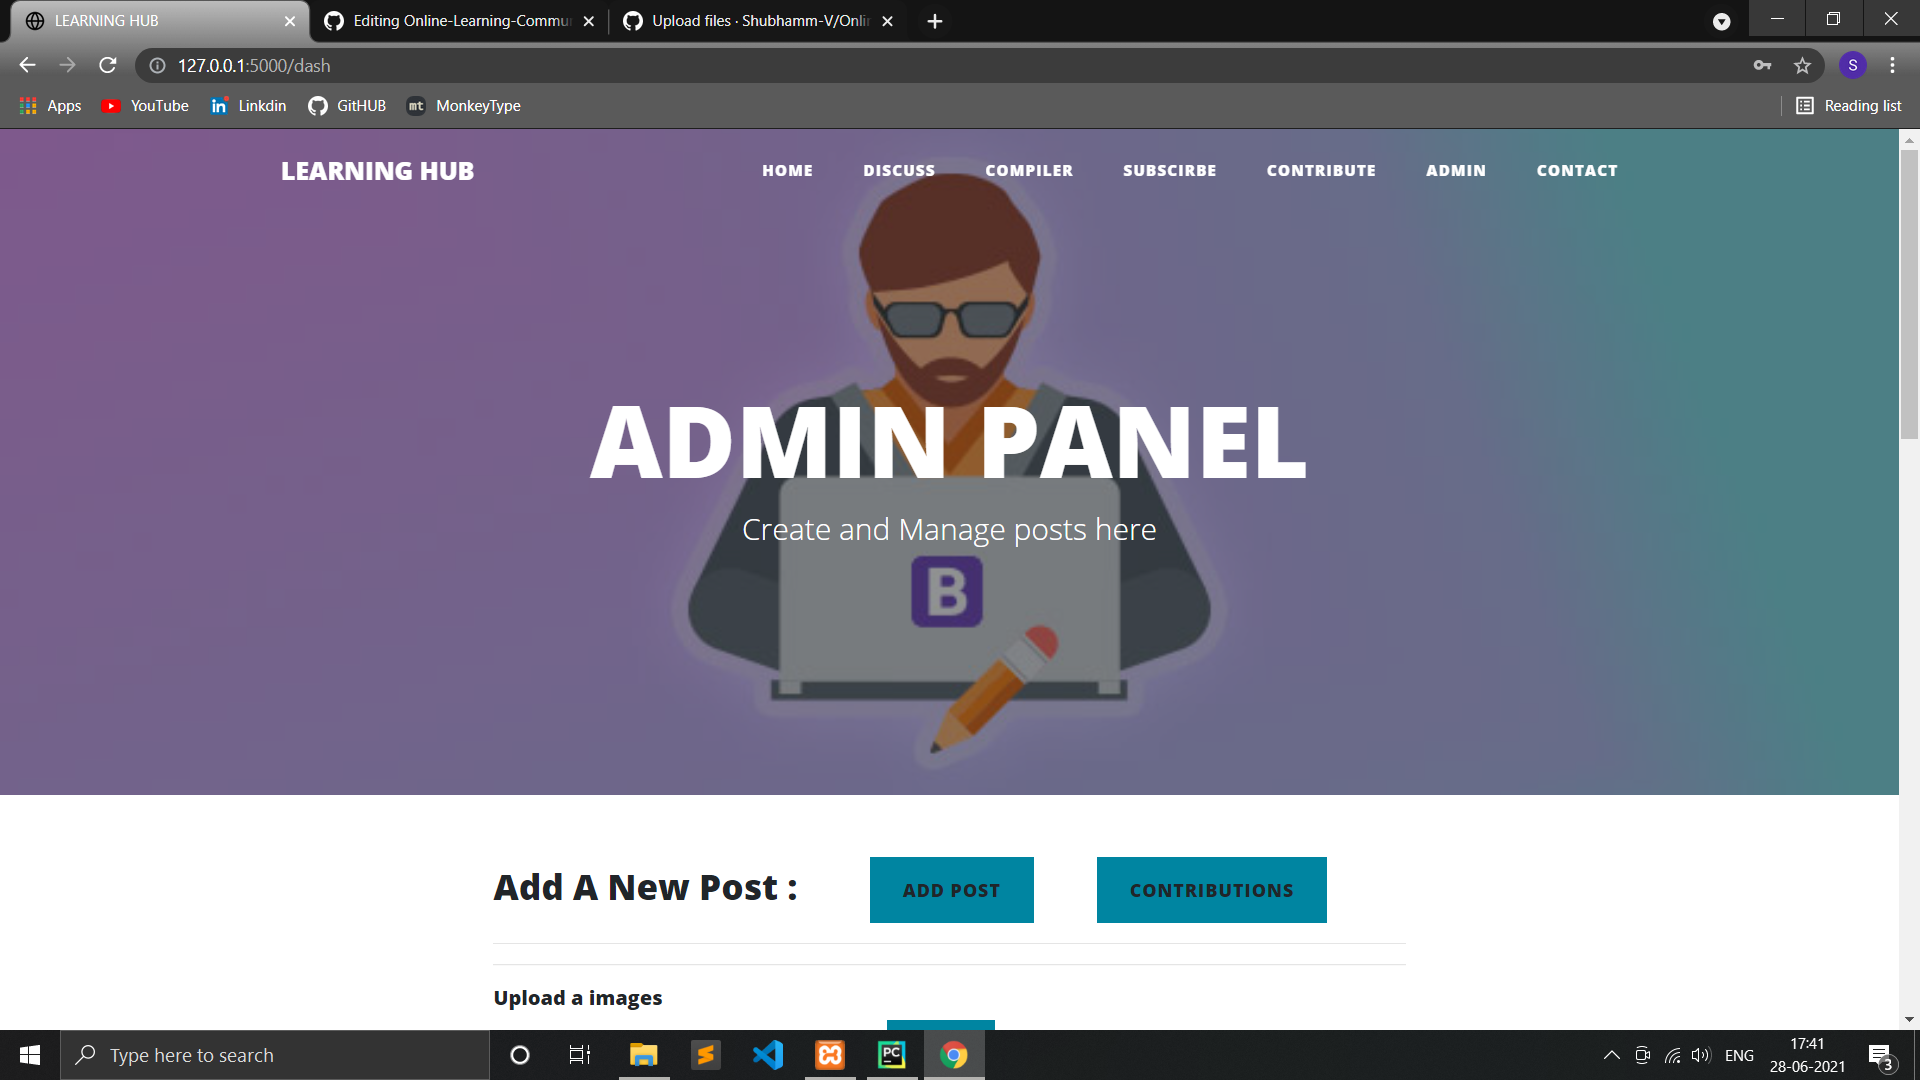 LEARNING HUB
Editing Online-Learning-Commu
Upload files · Shubhamm-V/Onli
127.0.0.1:5000/dash
S
Apps
YouTube
in
Linkdin
GitHUB
mt
MonkeyType
Reading list
LEARNING HUB
HOME
DISCUSS
COMPILER
SUBSCIRBE
CONTRIBUTE
ADMIN
CONTACT
ADMIN PANEL
Create and Manage posts here
B
Add A New Post :
ADD POST
CONTRIBUTIONS
Upload a images
Type here to search
PC
ENG
17:41
28-06-2021
3